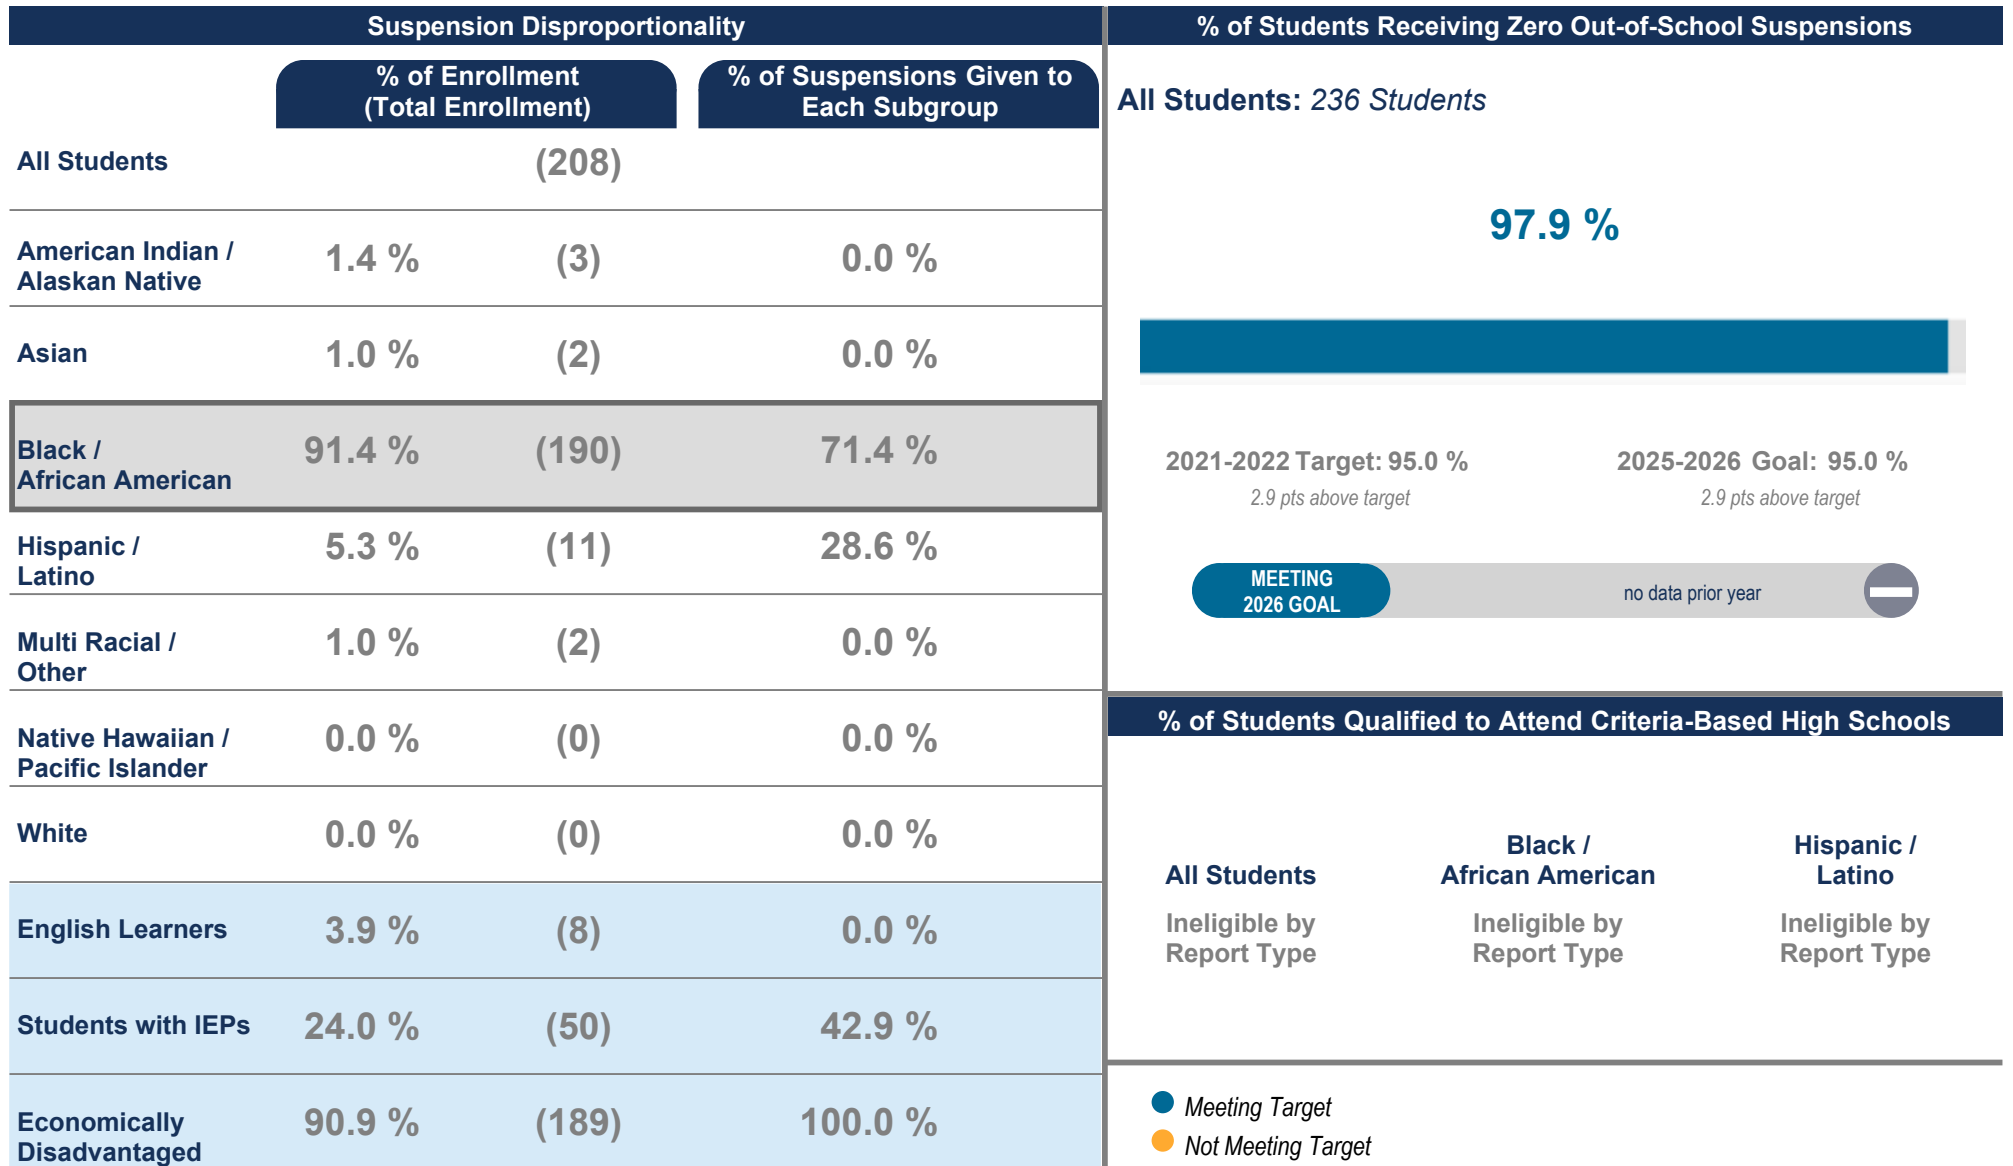 Suspension Disproportionality
% of Enrollment
(Total Enrollment)
% of Suspensions Given to
Each Subgroup
All Students (208)
American Indian /
Alaskan Native
1.4 % (3) 0.0 %
Asian 1.0 % (2) 0.0 %
Black /
African American
91.4 % (190) 71.4 %
Hispanic /
Latino
5.3 % (11) 28.6 %
Multi Racial /
Other
1.0 % (2) 0.0 %
Native Hawaiian /
Pacific Islander
0.0 % (0) 0.0 %
White 0.0 % (0) 0.0 %
English Learners 3.9 % (8) 0.0 %
Students with IEPs 24.0 % (50) 42.9 %
Economically
Disadvantaged
90.9 % (189) 100.0 %
% of Students Receiving Zero Out-of-School Suspensions
All Students: 236 Students
97.9 %
2021-2022 Target: 95.0 %
2.9 pts above target
2025-2026 Goal: 95.0 %
2.9 pts above target
MEETING
2026 GOAL
no data prior year
% of Students Qualified to Attend Criteria-Based High Schools
All Students
Ineligible by
Report Type
Black /
African American
Ineligible by
Report Type
Hispanic /
Latino
Ineligible by
Report Type
Meeting Target
Not Meeting Target